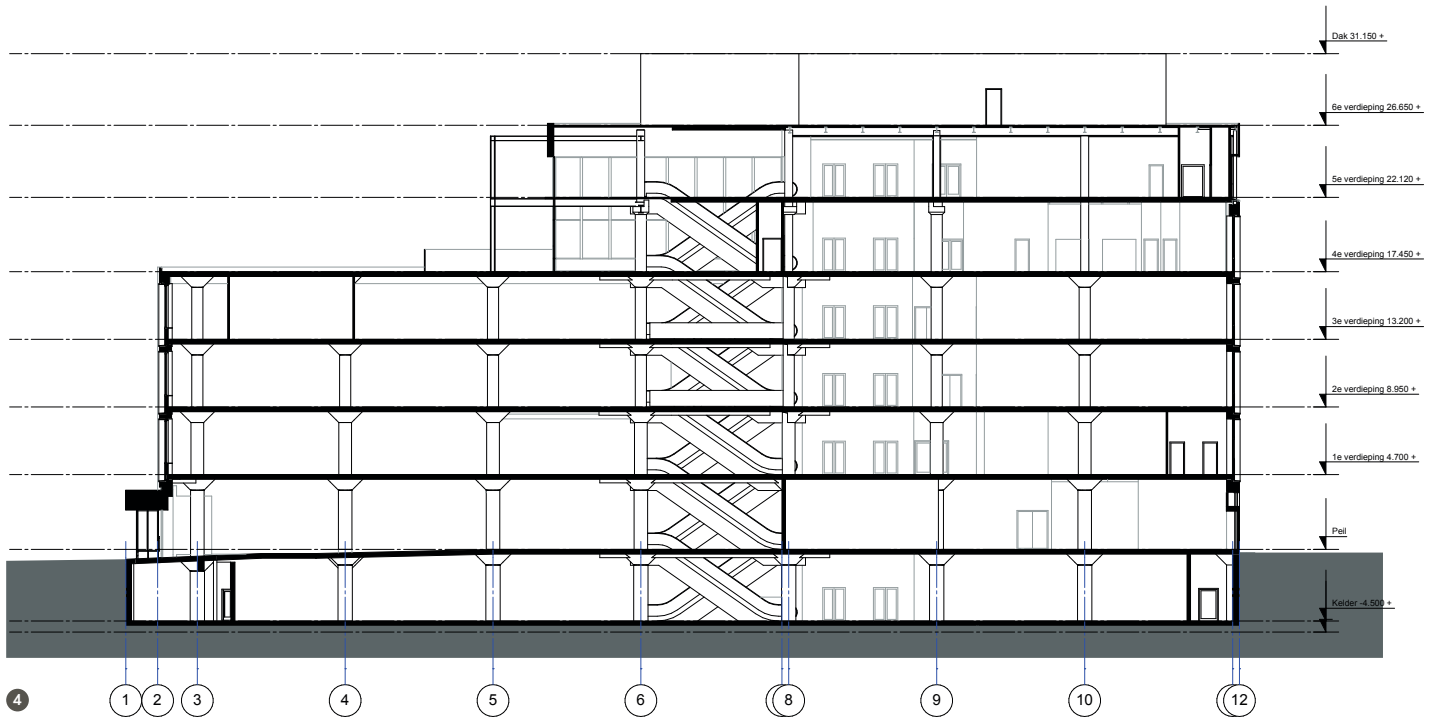 Dak 31.150 +
6e verdieping 26.650 +
5e verdieping 22.120 +
4e verdieping 17.450 +
3e verdieping 13.200 +
2e verdieping 8.950 +
1e verdieping 4.700 +
Peil
Kelder -4.500 +
4
1 2 3 4 5 6 8 9 10 12